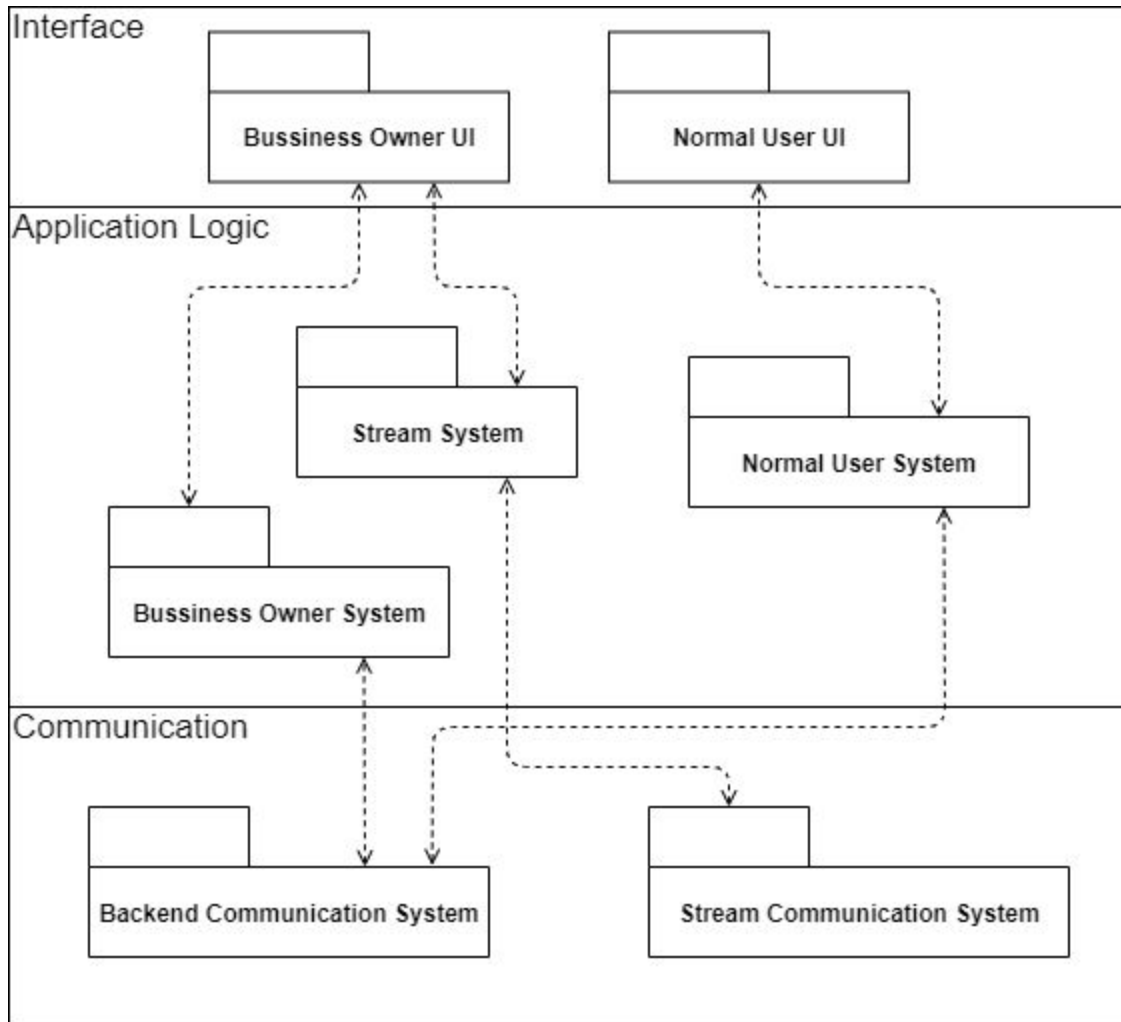 Interface
Bussiness Owner UI
Normal User UI
Application Logic
Stream System
Normal User System
Bussiness Owner System
Communication
Backend Communication System
Stream Communication System